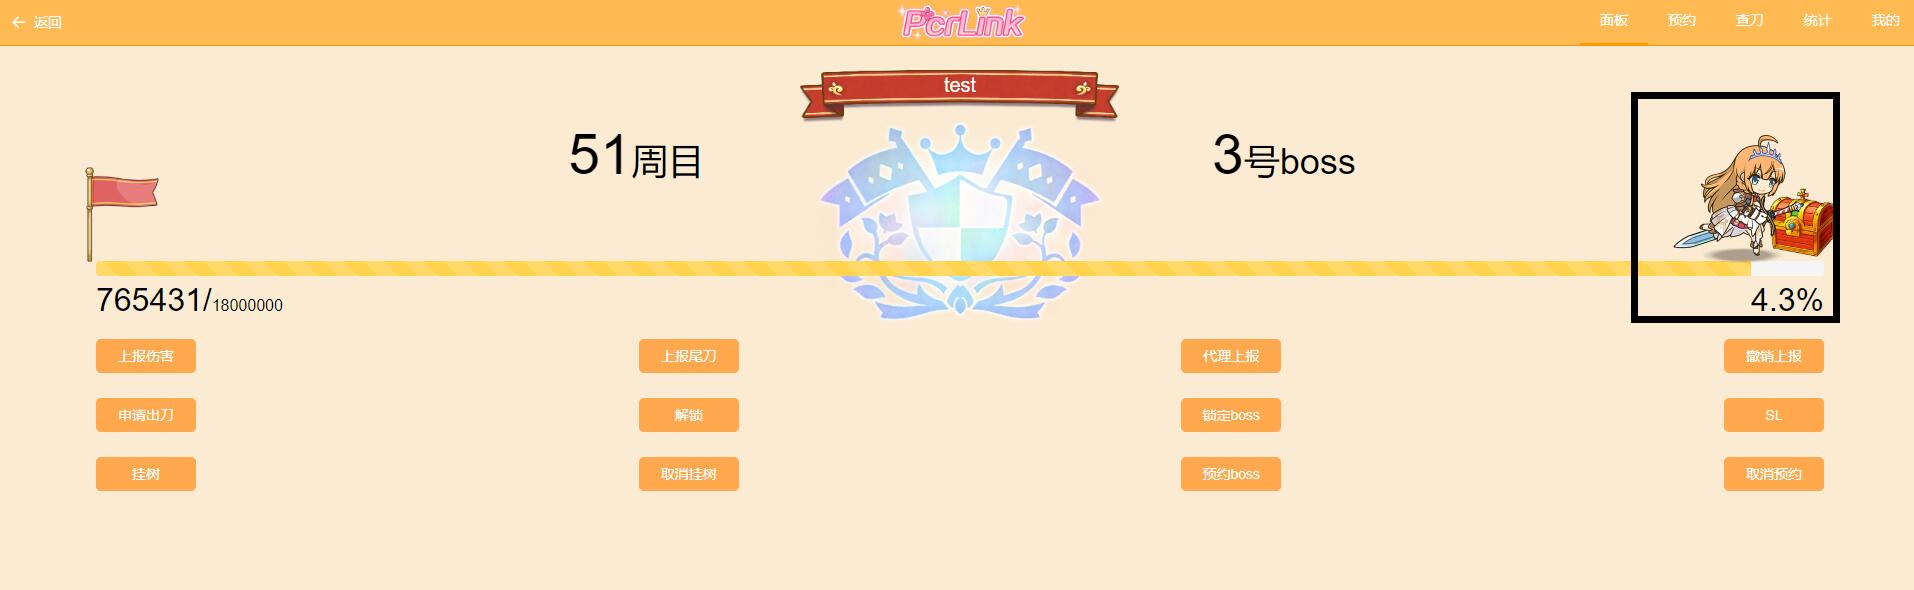 返回
PcrLink
面板 预约 查刀 统计 我的
test
51周目
3号boss
765431/18000000
4.3%
上报伤害 上报尾刀 代理上报 撤销上报
申请出刀 解锁 锁定boss SL
挂树 取消挂树 预约boss 取消预约